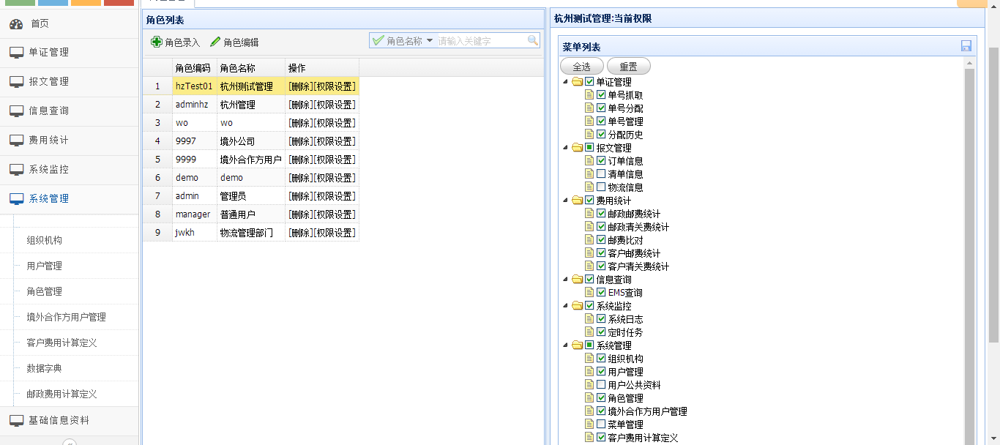 首页
单证管理
报文管理
信息查询
费用统计
系统监控
系统管理
组织机构
用户管理
角色管理
境外合作方用户管理
客户费用计算定义
数据字典
邮政费用计算定义
基础信息资料
角色列表
角色录入 角色编辑 角色名称 请输入关键字
角色编码 角色名称 操作
1 hzTest01 杭州测试管理 [删除][权限设置]
2 adminhz 杭州管理 [删除][权限设置]
3 wo wo [删除][权限设置]
4 9997 境外公司 [删除][权限设置]
5 9999 境外合作方用户 [删除][权限设置]
6 demo demo [删除][权限设置]
7 admin 管理员 [删除][权限设置]
8 manager 普通用户 [删除][权限设置]
9 jwkh 物流管理部门 [删除][权限设置]
杭州测试管理:当前权限
菜单列表
全选 重置
单证管理
单号抓取
单号分配
单号管理
分配历史
报文管理
订单信息
清单信息
物流信息
费用统计
邮政邮费统计
邮政清关费统计
邮费比对
客户邮费统计
客户清关费统计
信息查询
EMS查询
系统监控
系统日志
定时任务
系统管理
组织机构
用户管理
用户公共资料
角色管理
境外合作方用户管理
菜单管理
客户费用计算定义